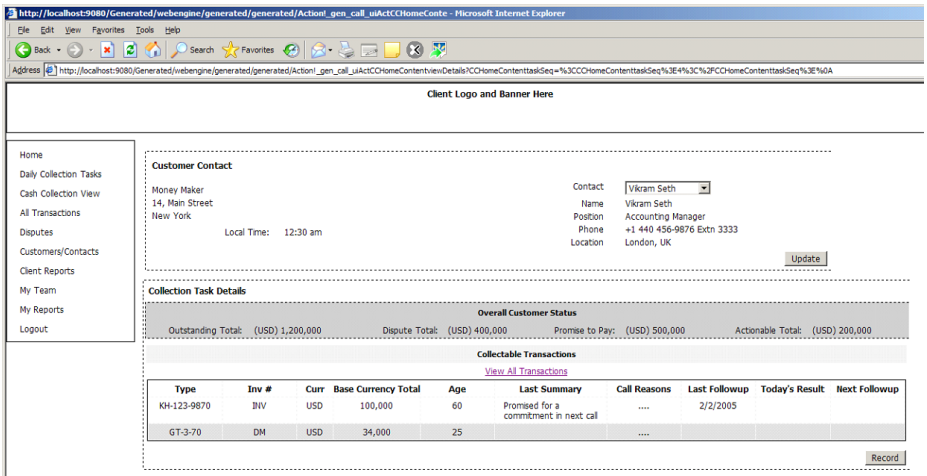 http://localhost:9080/Generated/webengine/generated/generated/Action!_gen_call_uiActCCHomeConte - Microsoft Internet Explorer
File Edit View Favorites Tools Help
Back Search Favorites
Address http://localhost:9080/Generated/webengine/generated/generated/Action!_gen_call_uiActCCHomeContentviewDetails?CCHomeContenttaskSeq=%3CCCHomeContenttaskSeq%3E4%3C%2FCCHomeContenttaskSeq%3E%0A
Client Logo and Banner Here
Home
Daily Collection Tasks
Cash Collection View
All Transactions
Disputes
Customers/Contacts
Client Reports
My Team
My Reports
Logout
Customer Contact
Money Maker
14, Main Street
New York
Local Time: 12:30 am
Contact Vikram Seth
Name Vikram Seth
Position Accounting Manager
Phone +1 440 456-9876 Extn 3333
Location London, UK
Update
Collection Task Details
Overall Customer Status
Outstanding Total: (USD) 1,200,000 Dispute Total: (USD) 400,000 Promise to Pay: (USD) 500,000 Actionable Total: (USD) 200,000
Collectable Transactions
View All Transactions
Type Inv # Curr Base Currency Total Age Last Summary Call Reasons Last Followup Today's Result Next Followup
KH-123-9870 INV USD 100,000 60 Promised for a .... 2/2/2005
commitment in next call
GT-3-70 DM USD 34,000 25 ....
Record